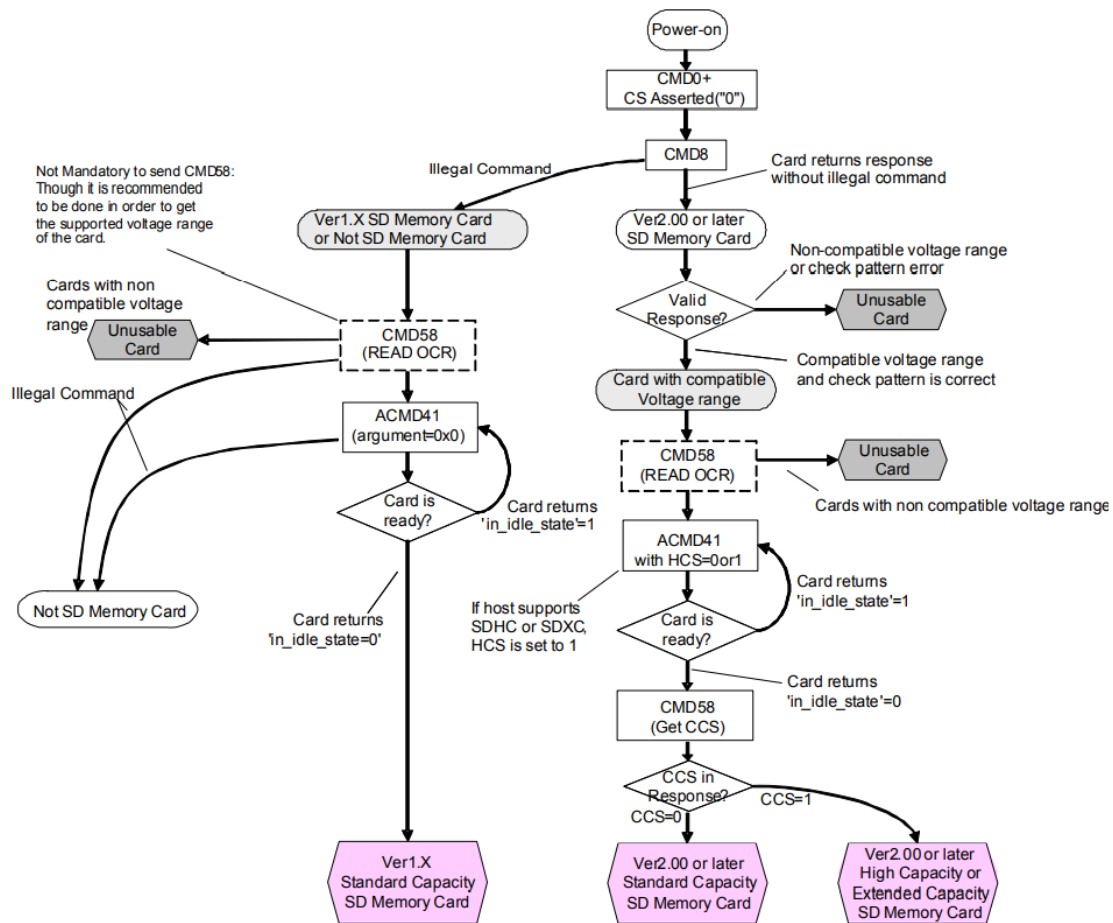 Power-on
CMD0+
CS Asserted("0")
CMD8
Illegal Command
Card returns response
without illegal command
Not Mandatory to send CMD58:
Though it is recommended
to be done in order to get
the supported voltage range
of the card.
Ver1.X SD Memory Card
or Not SD Memory Card
Ver2.00 or later
SD Memory Card
Non-compatible voltage range
or check pattern error
Cards with non
compatible voltage
range
Unusable
Card
Valid
Response?
Unusable
Card
CMD58
(READ OCR)
Compatible voltage range
and check pattern is correct
Card with compatible
Voltage range
Illegal Command
ACMD41
(argument=0x0)
CMD58
(READ OCR)
Unusable
Card
Cards with non compatible voltage range
Card is
ready?
Card returns
'in_idle_state'=1
ACMD41
with HCS=0or1
Card returns
'in_idle_state'=1
If host supports
SDHC or SDXC,
HCS is set to 1
Card is
ready?
Not SD Memory Card
Card returns
'in_idle_state=0'
Card returns
'in_idle_state'=0
CMD58
(Get CCS)
CCS in
Response?
CCS=1
CCS=0
Ver1.X
Standard Capacity
SD Memory Card
Ver2.00 or later
Standard Capacity
SD Memory Card
Ver2.00 or later
High Capacity or
Extended Capacity
SD Memory Card